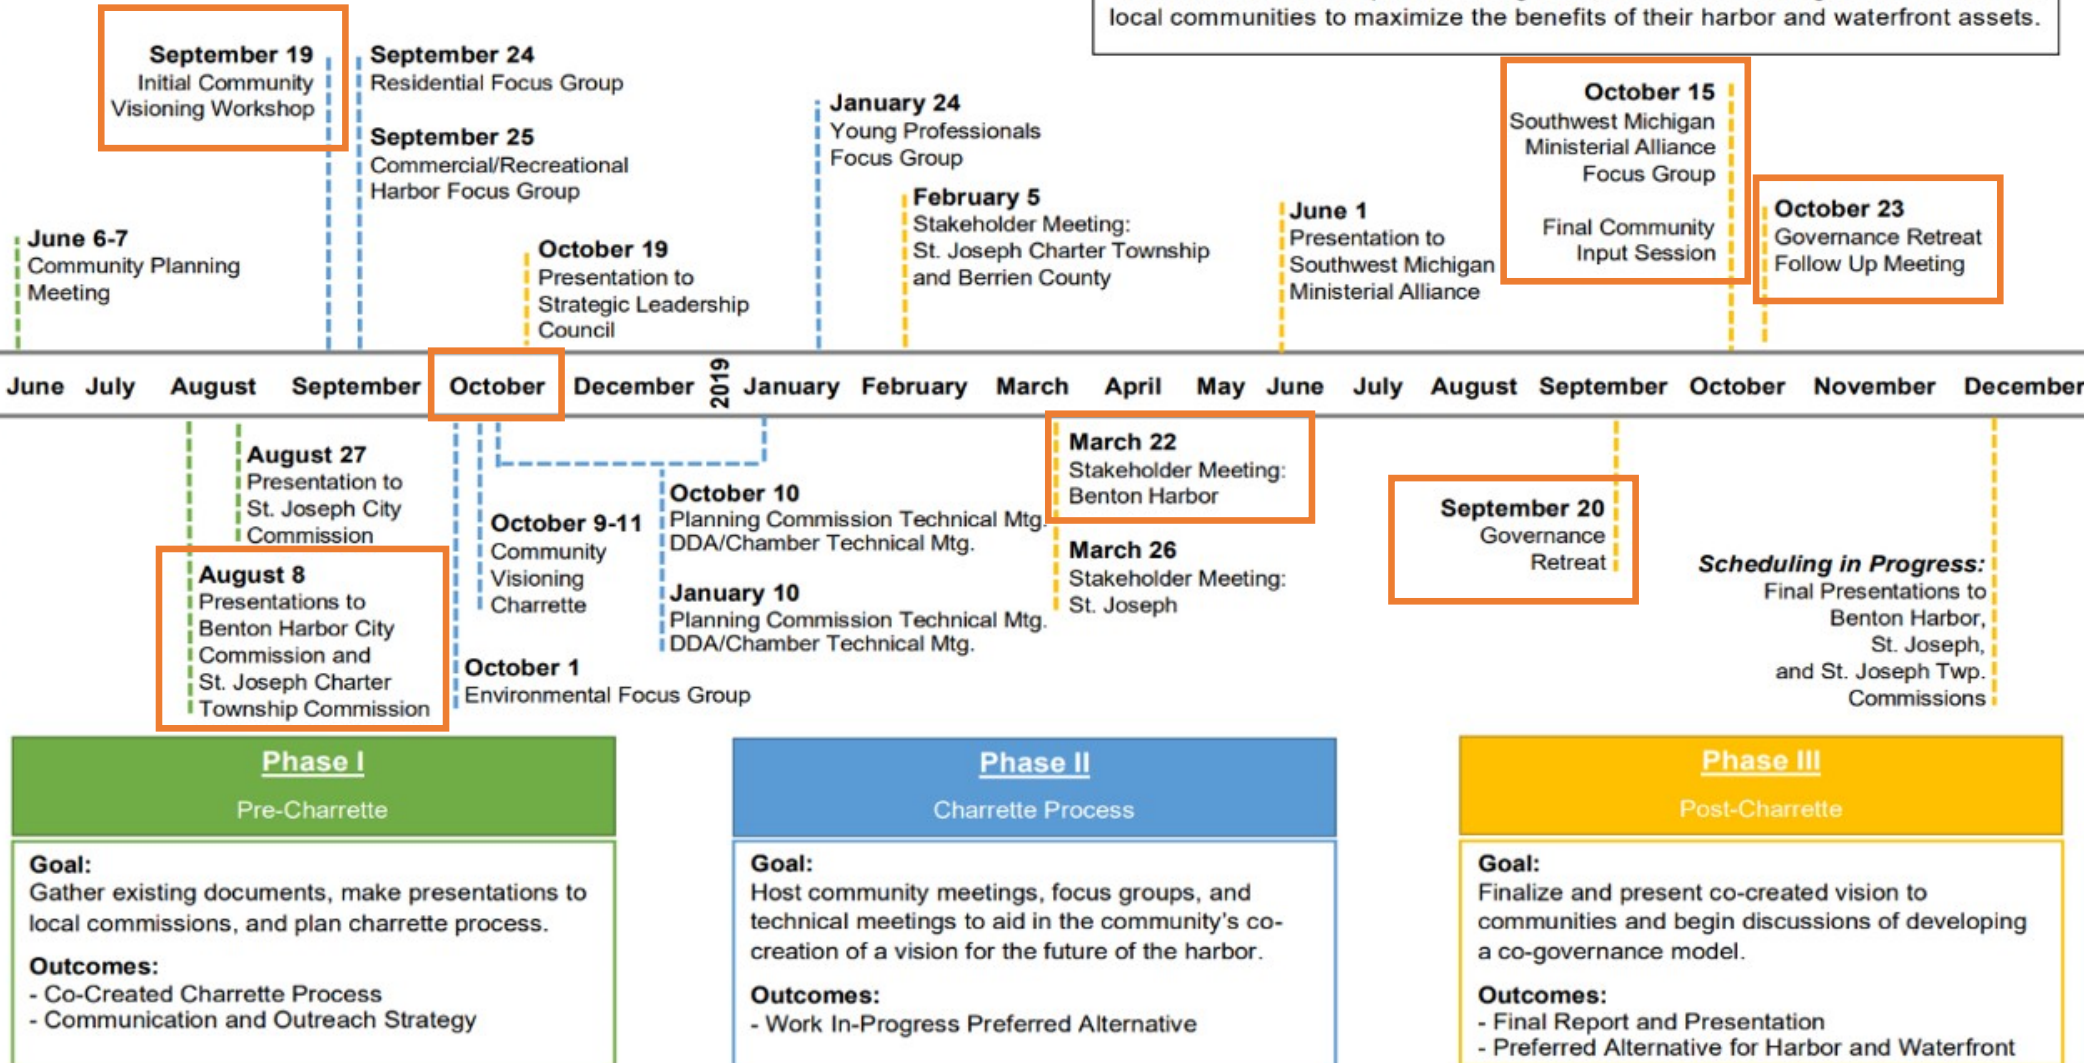 local communities to maximize the benefits of their harbor and waterfront assets.
September 19
Initial Community
Visioning Workshop
September 24
Residential Focus Group
September 25
Commercial/Recreational
Harbor Focus Group
June 6-7
Community Planning
Meeting
October 19
Presentation to
Strategic Leadership
Council
January 24
Young Professionals
Focus Group
February 5
Stakeholder Meeting:
St. Joseph Charter Township
and Berrien County
June 1
Presentation to
Southwest Michigan
Ministerial Alliance
October 15
Southwest Michigan
Ministerial Alliance
Focus Group
Final Community
Input Session
October 23
Governance Retreat
Follow Up Meeting
June July August September October December 2019 January February March April May June July August September October November December
August 27
Presentation to
St. Joseph City
Commission
August 8
Presentations to
Benton Harbor City
Commission and
St. Joseph Charter
Township Commission
October 9-11
Community
Visioning
Charrette
October 1
Environmental Focus Group
October 10
Planning Commission Technical Mtg.
DDA/Chamber Technical Mtg.
January 10
Planning Commission Technical Mtg.
DDA/Chamber Technical Mtg.
March 22
Stakeholder Meeting:
Benton Harbor
March 26
Stakeholder Meeting:
St. Joseph
September 20
Governance
Retreat
Scheduling in Progress:
Final Presentations to
Benton Harbor,
St. Joseph,
and St. Joseph Twp.
Commissions
Phase I
Pre-Charrette
Goal:
Gather existing documents, make presentations to
local commissions, and plan charrette process.
Outcomes:
- Co-Created Charrette Process
- Communication and Outreach Strategy
Phase II
Charrette Process
Goal:
Host community meetings, focus groups, and
technical meetings to aid in the community's co-
creation of a vision for the future of the harbor.
Outcomes:
- Work In-Progress Preferred Alternative
Phase III
Post-Charrette
Goal:
Finalize and present co-created vision to
communities and begin discussions of developing
a co-governance model.
Outcomes:
- Final Report and Presentation
- Preferred Alternative for Harbor and Waterfront